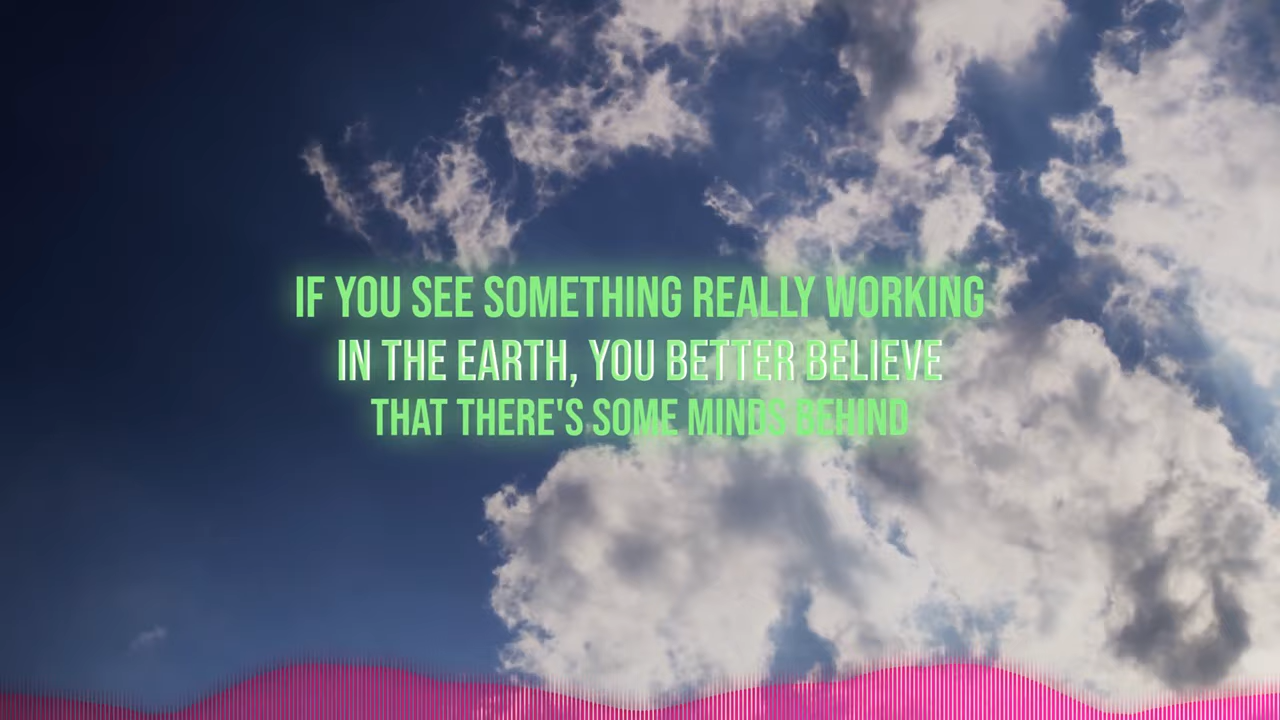 IF YOU SEE SOMETHING REALLY WORKING
IN THE EARTH, YOU BETTER BELIEVE
THAT THERE'S SOME MINDS BEHIND